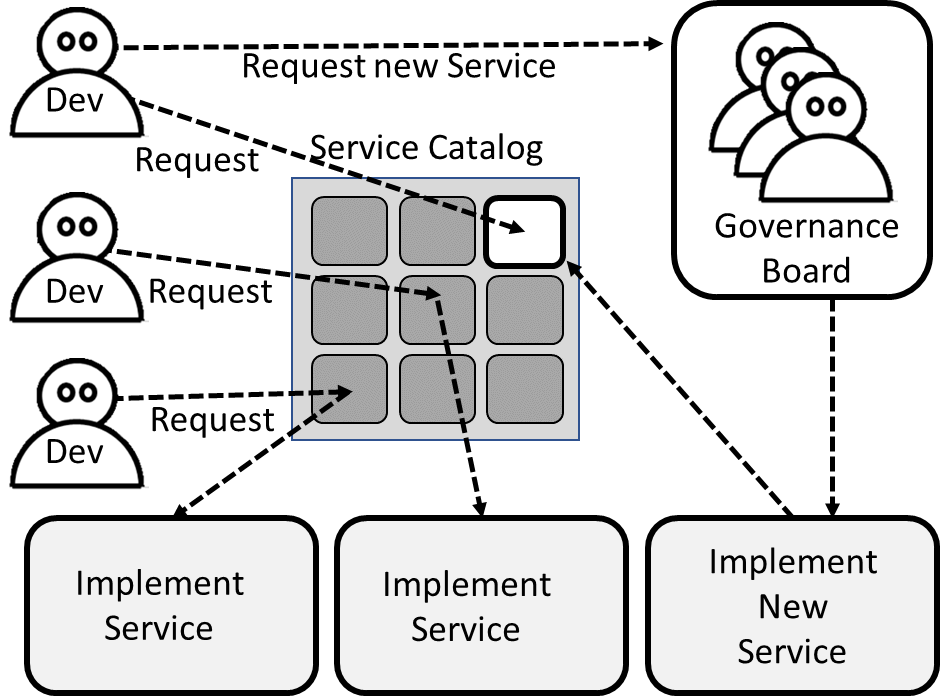 Dev
Request new Service
Request
Service Catalog
Governance
Board
Dev
Request
Dev
Request
Implement
Service
Implement
Service
Implement
New
Service